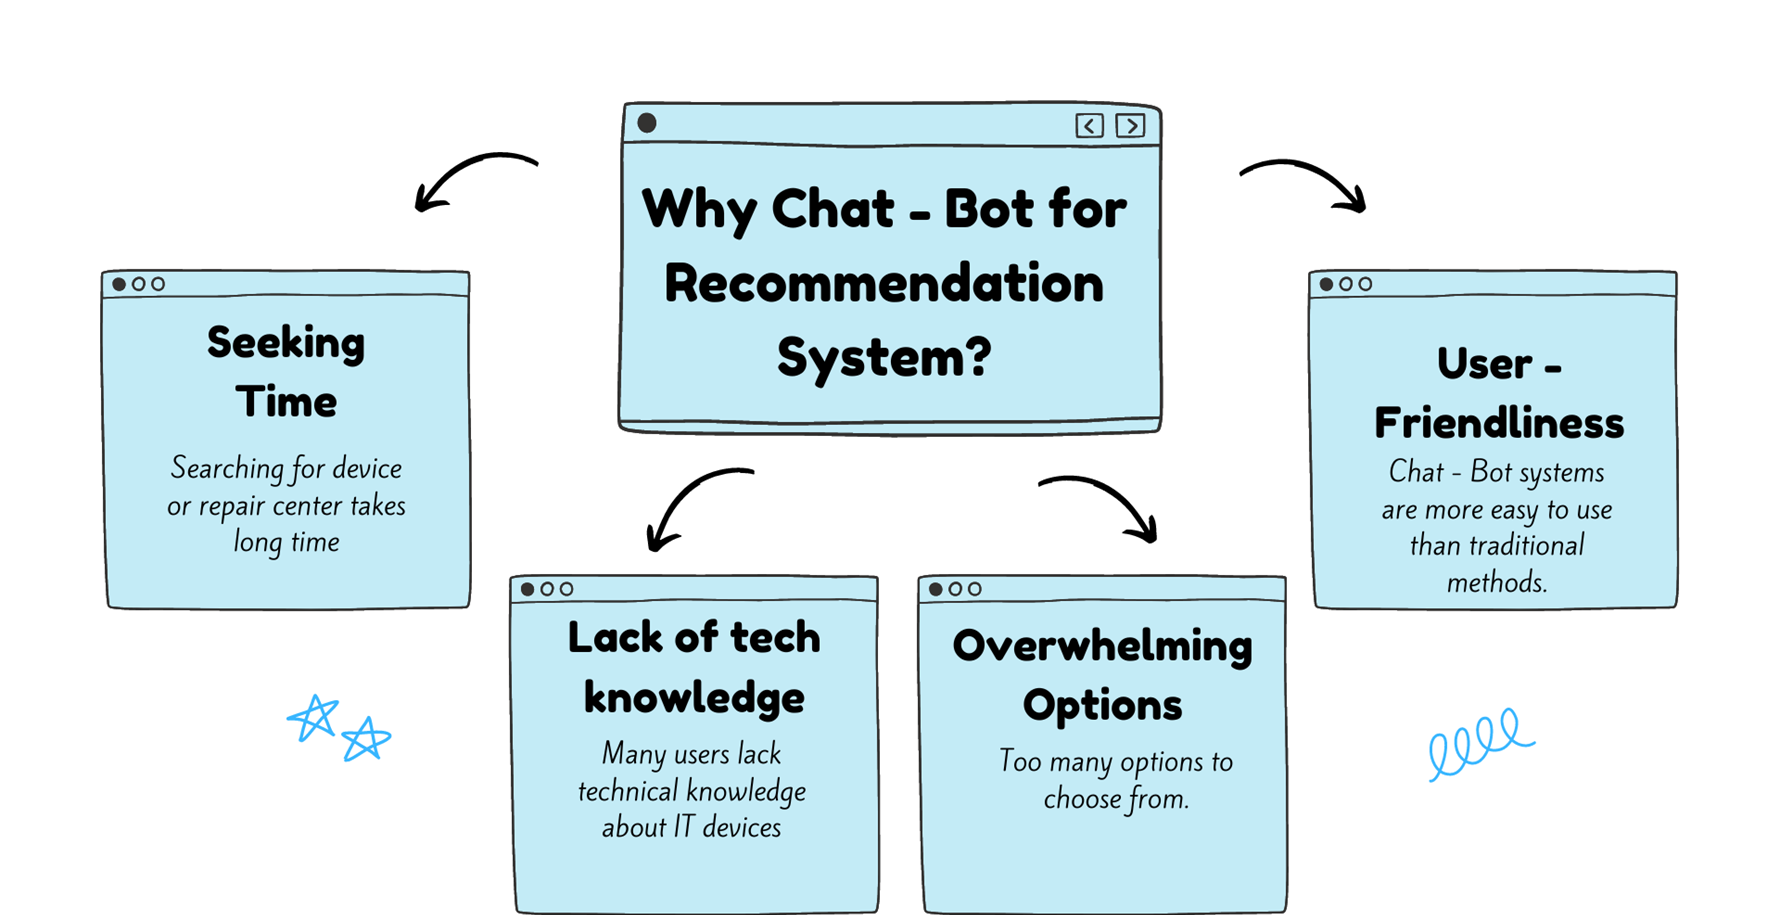 Why Chat - Bot for
Recommendation
System?
Seeking
Time
Searching for device
or repair center takes
long time
Lack of tech
knowledge
Many users lack
technical knowledge
about IT devices
Overwhelming
Options
Too many options to
choose from.
User -
Friendliness
Chat - Bot systems
are more easy to use
than traditional
methods.